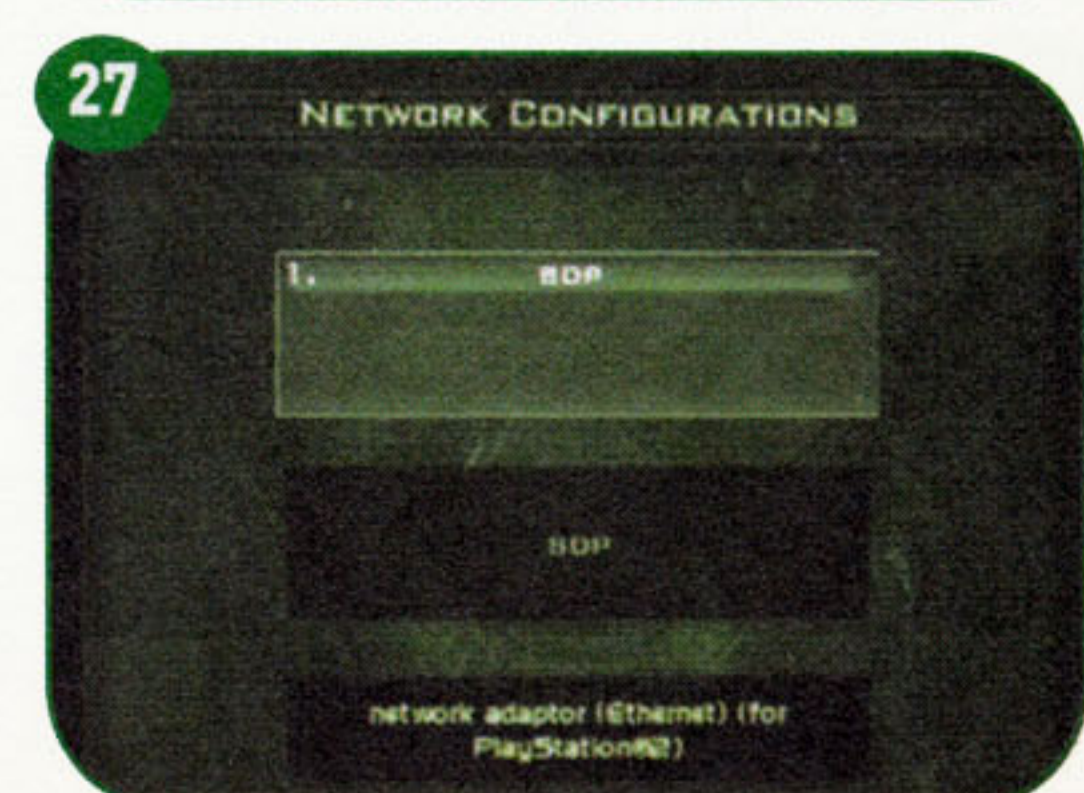 27
NETWORK CONFIGURATIONS
1.
network adaptor (Ethernet) (for
PlayStation®2)